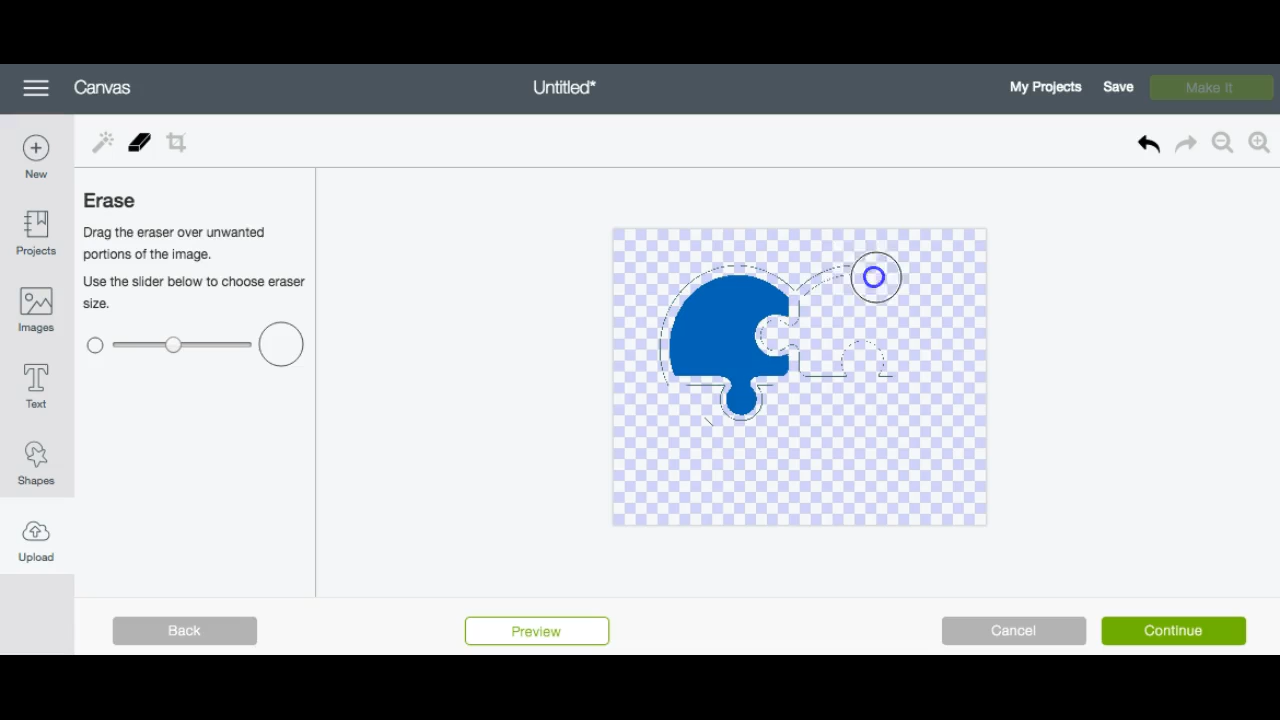 Canvas
Untitled*
My Projects
Save
Make It
New
Projects
Images
Text
Shapes
Upload
Erase
Drag the eraser over unwanted
portions of the image.
Use the slider below to choose eraser
size.
Back
Preview
Cancel
Continue